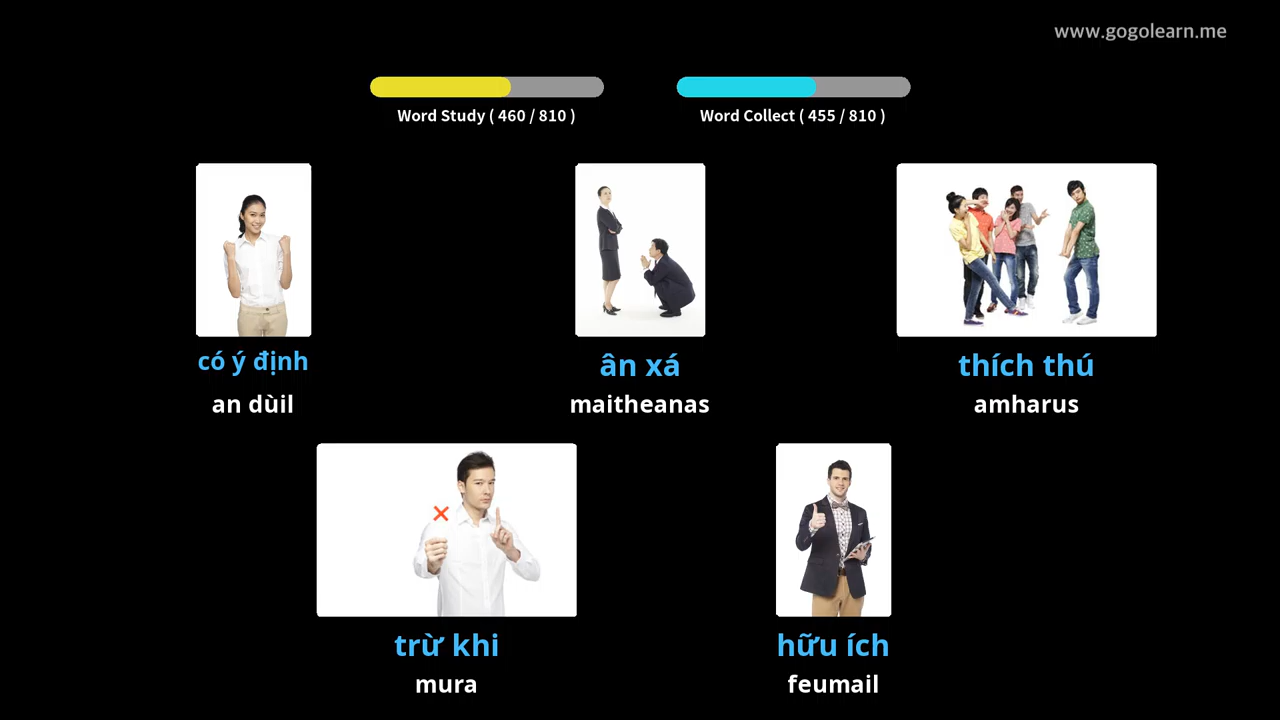 www.gogolearn.me
Word Study ( 460 / 810 )
Word Collect ( 455 / 810 )
có ý định
an dùil
ân xá
maitheanas
thích thú
amharus
trừ khi
mura
hữu ích
feumail